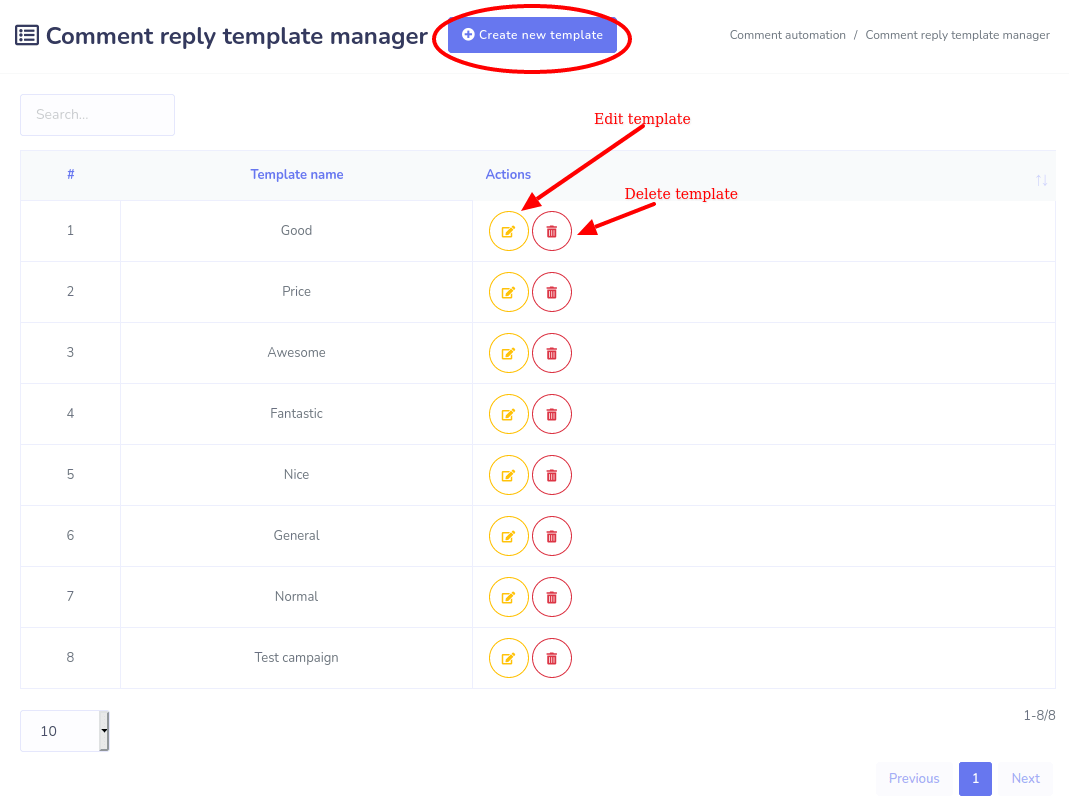 Comment reply template manager
Create new template
Comment automation / Comment reply template manager
Search...
Edit template
# Template name Actions
Delete template
1 Good
2 Price
3 Awesome
4 Fantastic
5 Nice
6 General
7 Normal
8 Test campaign
10
1-8/8
Previous 1 Next